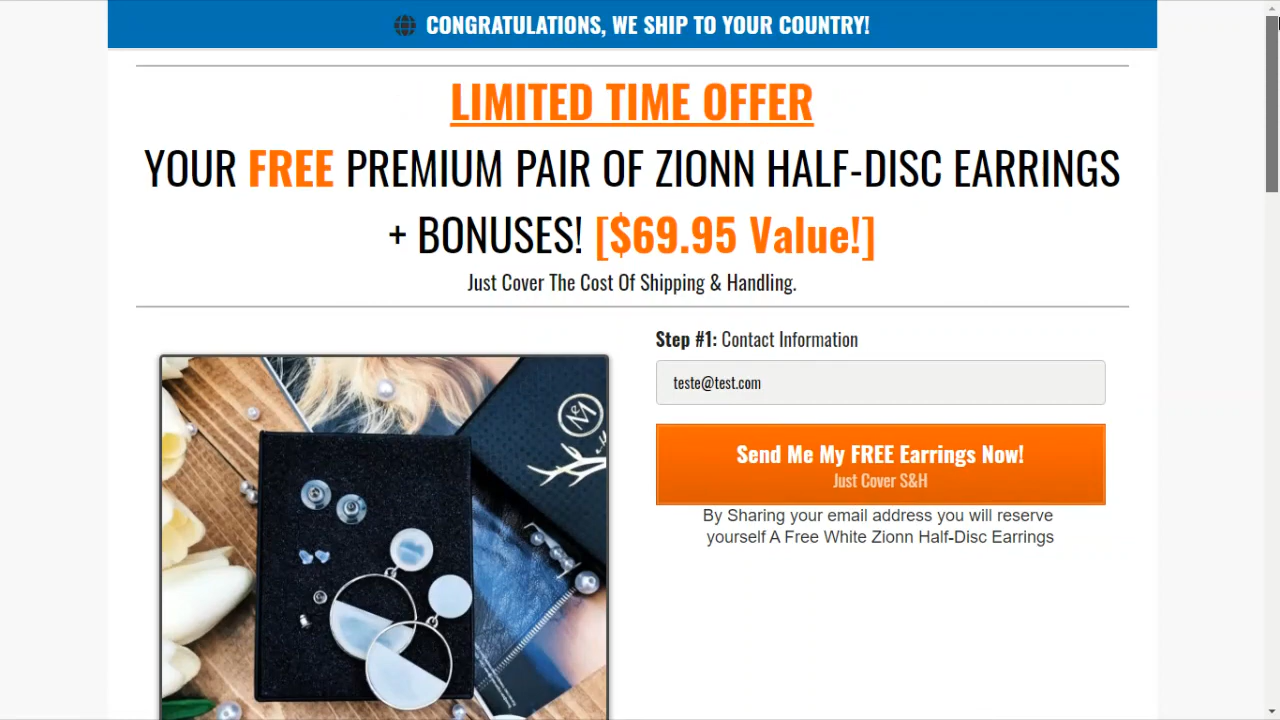 CONGRATULATIONS, WE SHIP TO YOUR COUNTRY!
LIMITED TIME OFFER
YOUR FREE PREMIUM PAIR OF ZIONN HALF-DISC EARRINGS
+ BONUSES! [$69.95 Value!]
Just Cover The Cost Of Shipping & Handling.
Step #1: Contact Information
teste@test.com
Send Me My FREE Earrings Now!
Just Cover S&H
By Sharing your email address you will reserve
yourself A Free White Zionn Half-Disc Earrings